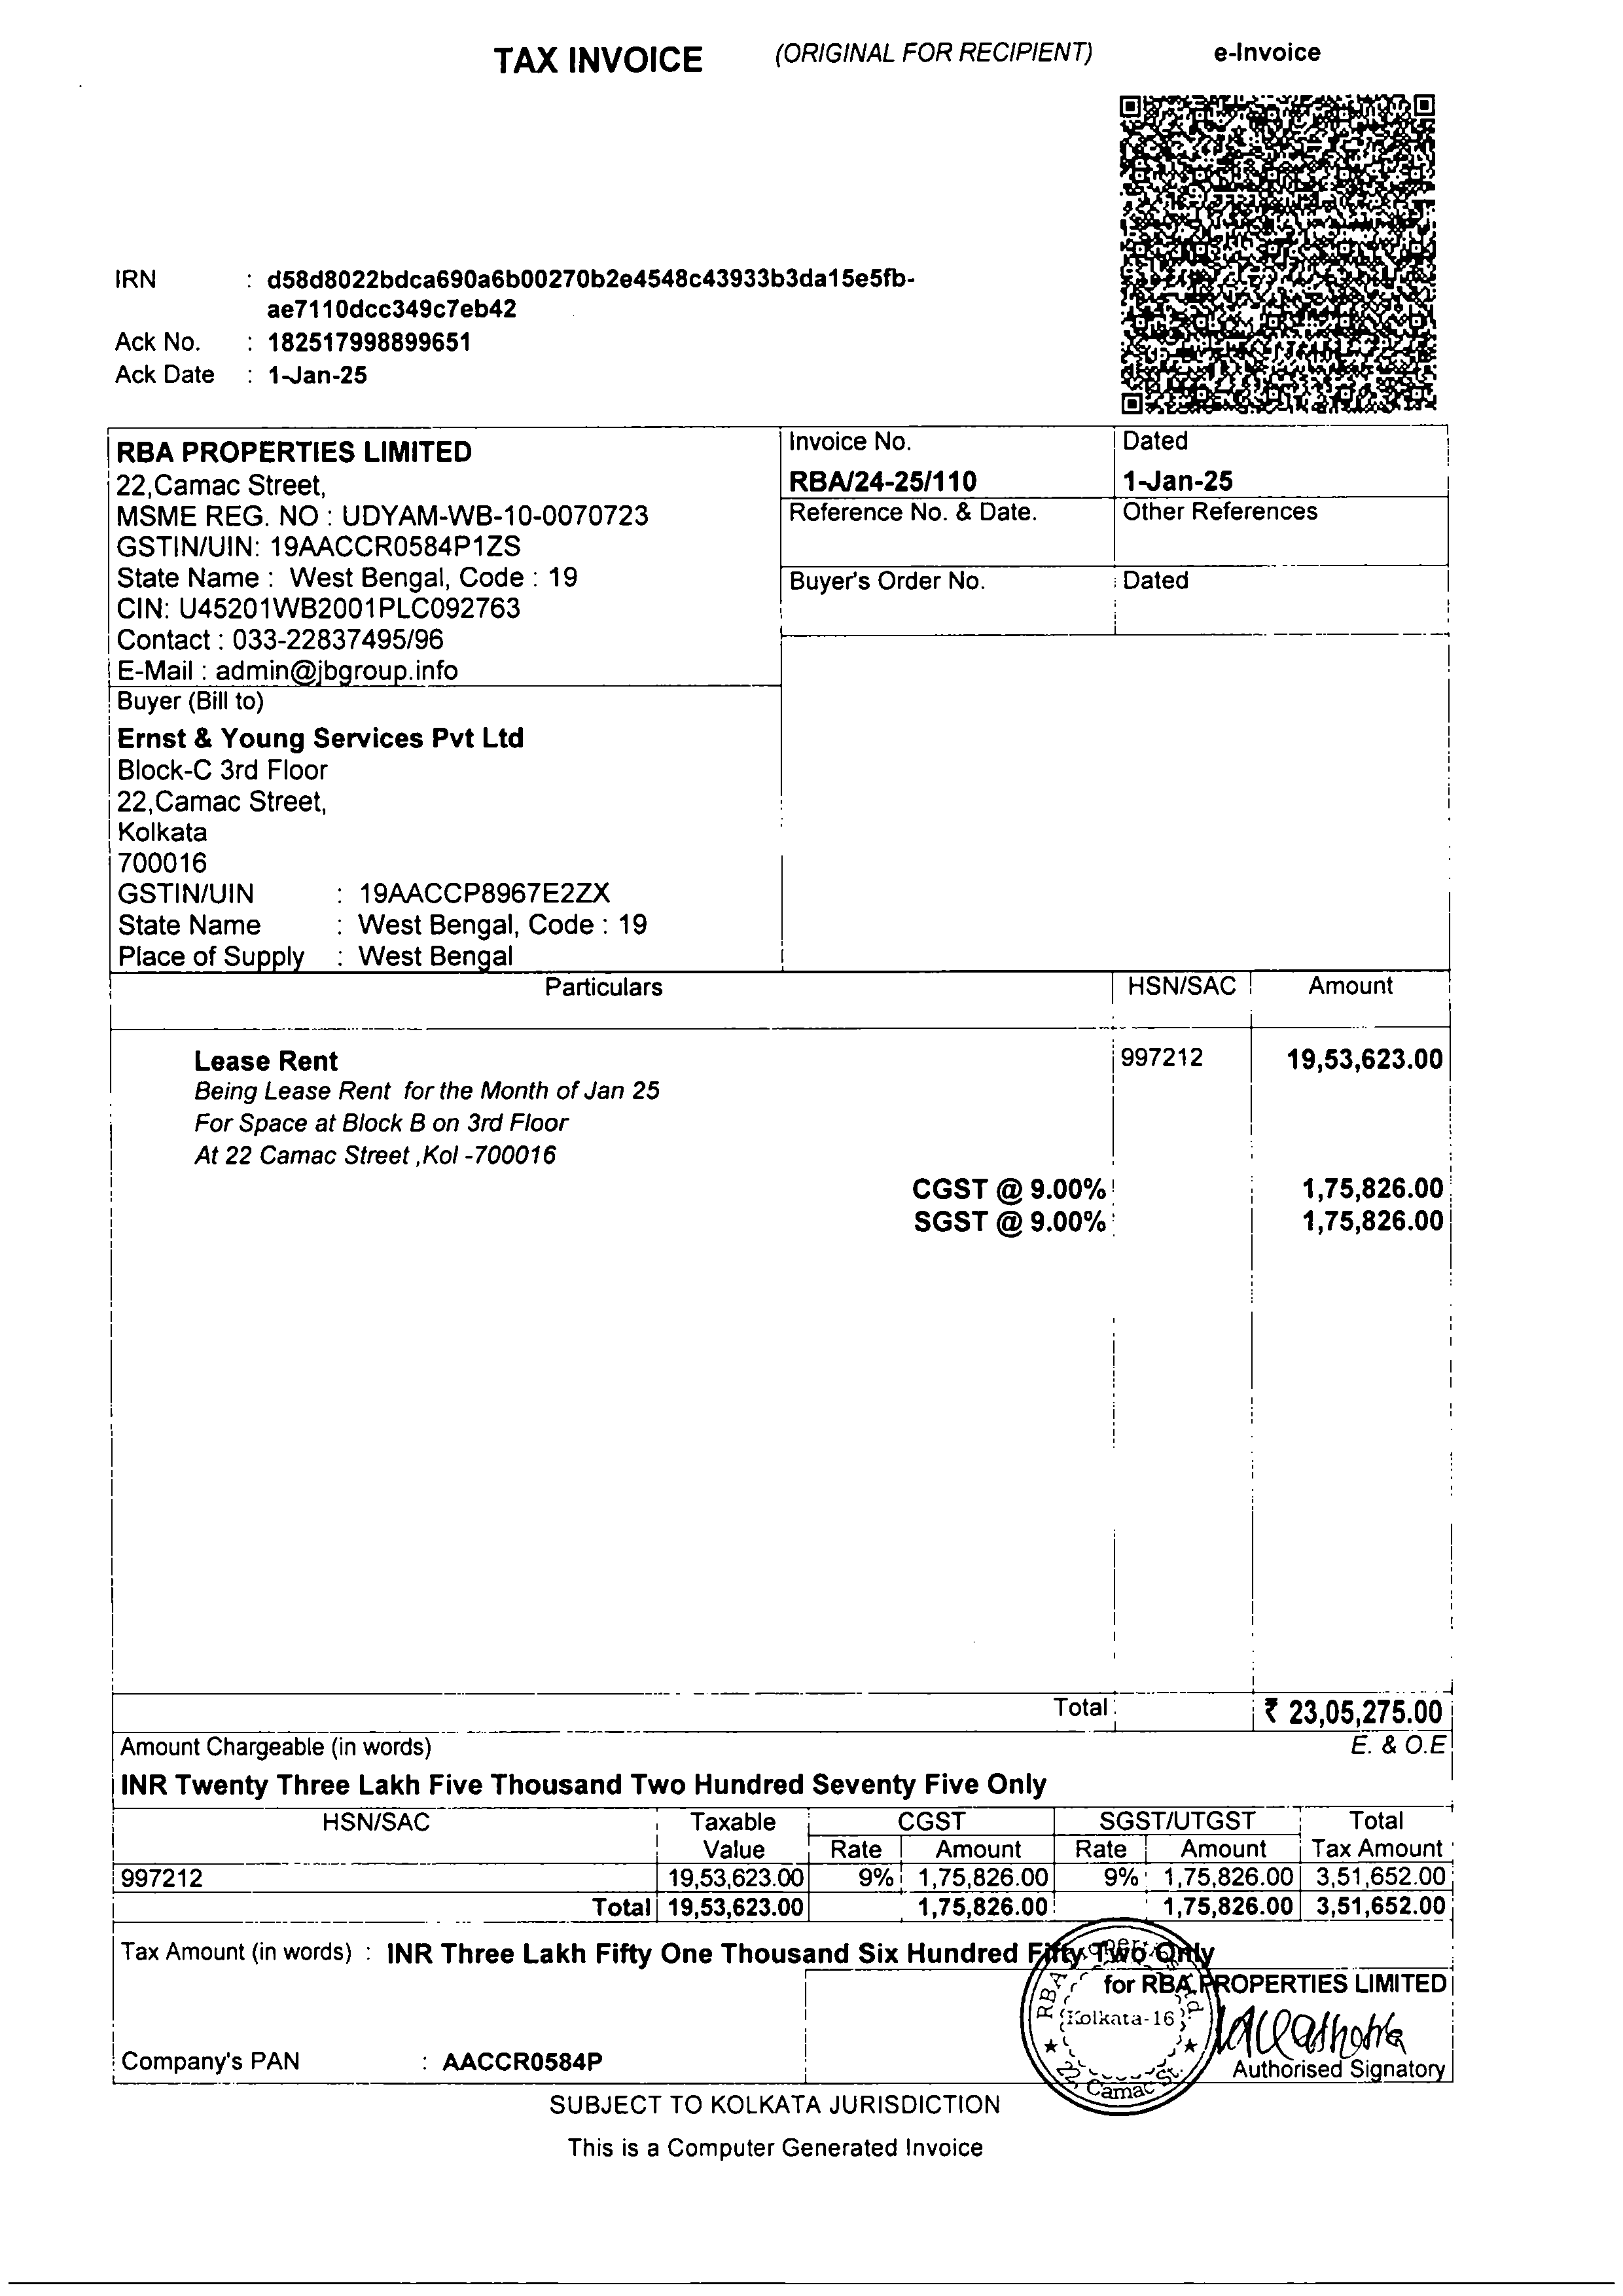 TAX INVOICE (ORIGINAL FOR RECIPIENT) e-Invoice
IRN : d58d8022bdca690a6b00270b2e4548c43933b3da15e5fb-
ae7110dcc349c7eb42
Ack No. : 182517998899651
Ack Date : 1-Jan-25
RBA PROPERTIES LIMITED
22,Camac Street,
MSME REG. NO : UDYAM-WB-10-0070723
GSTIN/UIN: 19AACCR0584P1ZS
State Name : West Bengal, Code : 19
CIN: U45201WB2001PLC092763
Contact : 033-22837495/96
E-Mail : admin@jbgroup.info
Invoice No. Dated
RBA/24-25/110 1-Jan-25
Reference No. & Date. Other References
Buyer's Order No. Dated
Buyer (Bill to)
Ernst & Young Services Pvt Ltd
Block-C 3rd Floor
22,Camac Street,
Kolkata
700016
GSTIN/UIN : 19AACCP8967E2ZX
State Name : West Bengal, Code : 19
Place of Supply : West Bengal
Particulars HSN/SAC Amount
Lease Rent 997212 19,53,623.00
Being Lease Rent for the Month of Jan 25
For Space at Block B on 3rd Floor
At 22 Camac Street ,Kol -700016
CGST @ 9.00% 1,75,826.00
SGST @ 9.00% 1,75,826.00
Total ₹ 23,05,275.00
Amount Chargeable (in words) E. & O.E
INR Twenty Three Lakh Five Thousand Two Hundred Seventy Five Only
HSN/SAC Taxable CGST SGST/UTGST Total
Value Rate Amount Rate Amount Tax Amount
997212 19,53,623.00 9% 1,75,826.00 9% 1,75,826.00 3,51,652.00
Total 19,53,623.00 1,75,826.00 1,75,826.00 3,51,652.00
Tax Amount (in words) : INR Three Lakh Fifty One Thousand Six Hundred Fifty Two Only
for RBA PROPERTIES LIMITED
RBA Properties Ltd.
Kolkata-16
22, Camac St.
Company's PAN : AACCR0584P
Authorised Signatory
SUBJECT TO KOLKATA JURISDICTION
This is a Computer Generated Invoice